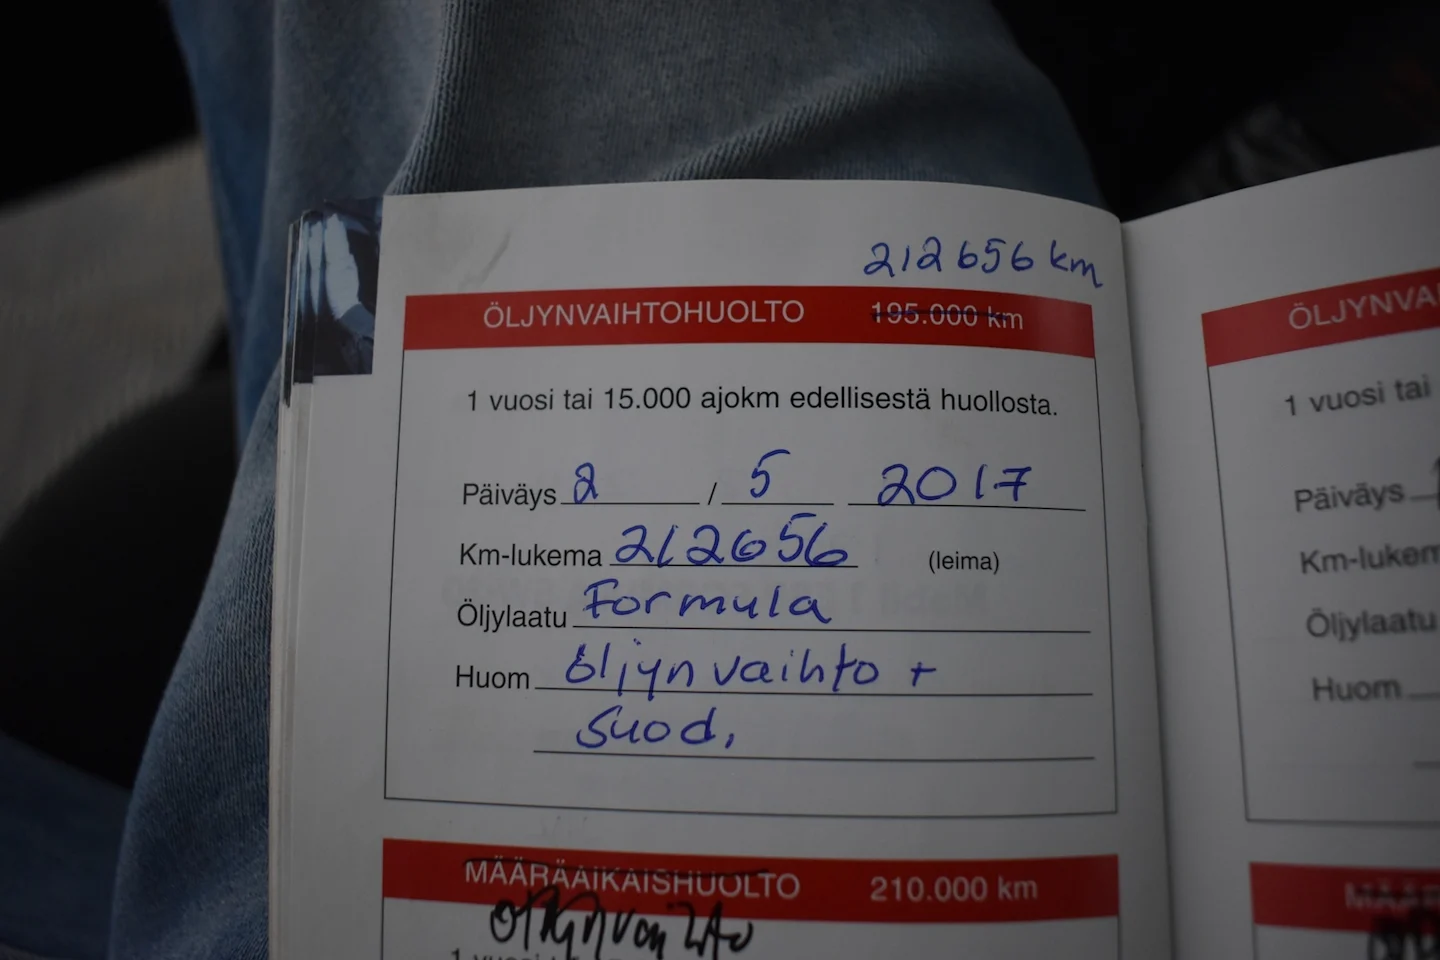 212656 km
ÖLJYNVAIHTOHUOLTO 195.000 km
1 vuosi tai 15.000 ajokm edellisestä huollosta.
Päiväys 2 / 5 2017
Km-lukema 212656 (leima)
Öljylaatu Formula
Huom öljynvaihto +
suod.
MÄÄRÄAIKAISHUOLTO 210.000 km
öljynvaihto
ÖLJYNVA
1 vuosi tai
Päiväys
Km-lukem
Öljylaatu
Huom